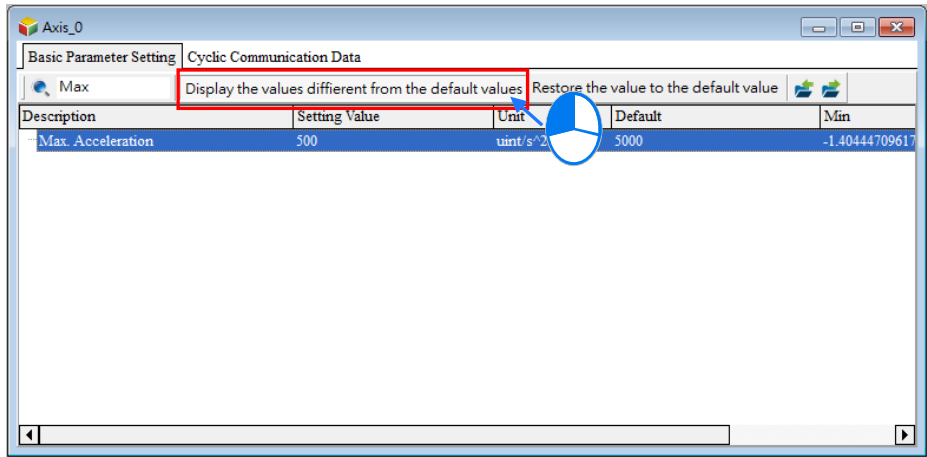 Axis_0
Basic Parameter Setting Cyclic Communication Data
Max Display the values diffierent from the default values Restore the value to the default value
Description Setting Value Unit Default Min
Max. Acceleration 500 uint/s^2 5000 -1.40444709617